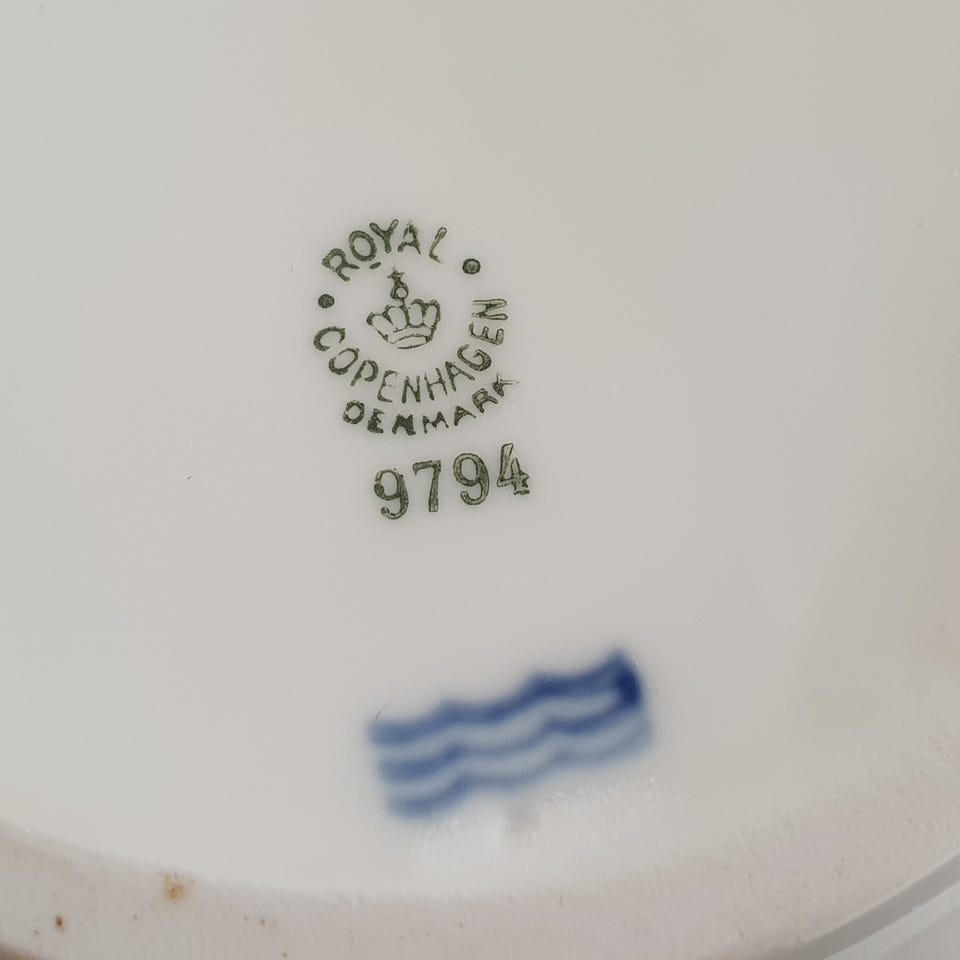 ROYAL
COPENHAGEN
DENMARK
9794